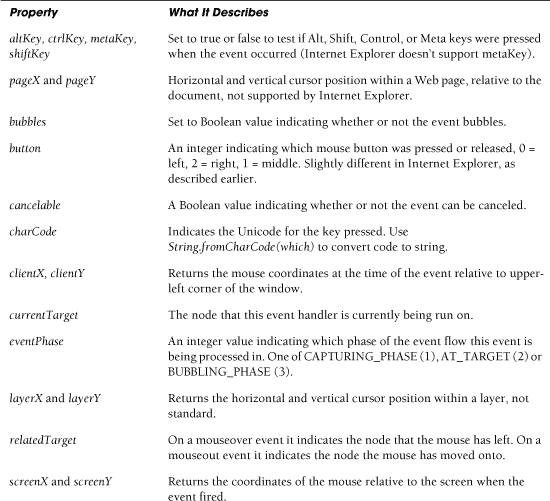 Property What It Describes
altKey, ctrlKey, metaKey, Set to true or false to test if Alt, Shift, Control, or Meta keys were pressed
shiftKey when the event occurred (Internet Explorer doesn't support metaKey).
pageX and pageY Horizontal and vertical cursor position within a Web page, relative to the
document, not supported by Internet Explorer.
bubbles Set to Boolean value indicating whether or not the event bubbles.
button An integer indicating which mouse button was pressed or released, 0 =
left, 2 = right, 1 = middle. Slightly different in Internet Explorer, as
described earlier.
cancelable A Boolean value indicating whether or not the event can be canceled.
charCode Indicates the Unicode for the key pressed. Use
String,fromCharCode(which) to convert code to string.
clientX, clientY Returns the mouse coordinates at the time of the event relative to upper-
left corner of the window.
currentTarget The node that this event handler is currently being run on.
eventPhase An integer value indicating which phase of the event flow this event is
being processed in. One of CAPTURING_PHASE (1), AT_TARGET (2) or
BUBBLING_PHASE (3).
layerX and layerY Returns the horizontal and vertical cursor position within a layer, not
standard.
relatedTarget On a mouseover event it indicates the node that the mouse has left. On a
mouseout event it indicates the node the mouse has moved onto.
screenX and screenY Returns the coordinates of the mouse relative to the screen when the
event fired.